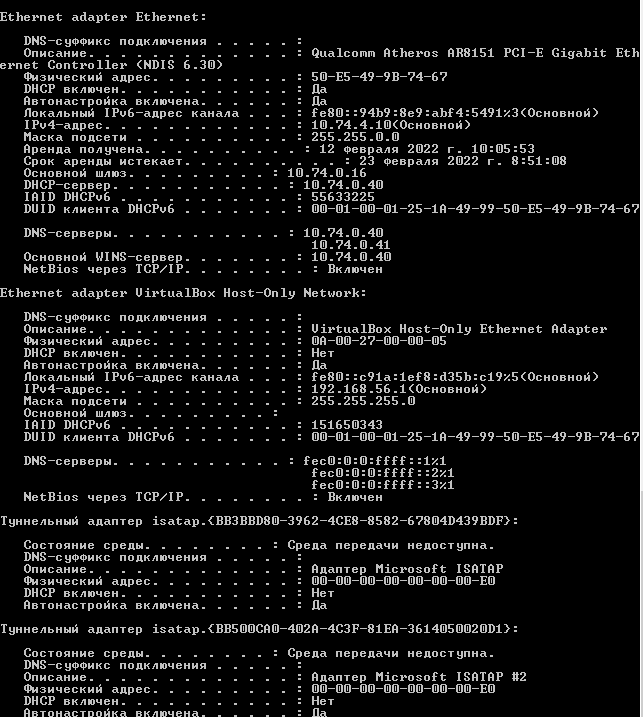 Ethernet adapter Ethernet:
DNS-суффикс подключения . . . . . :
Описание. . . . . . . . . . . . . : Qualcomm Atheros AR8151 PCI-E Gigabit Eth
ernet Controller (NDIS 6.30)
Физический адрес. . . . . . . . . : 50-E5-49-9B-74-67
DHCP включен. . . . . . . . . . . : Да
Автонастройка включена. . . . . . : Да
Локальный IPv6-адрес канала . . . : fe80::94b9:8e9:abf4:5491%3(Основной)
IPv4-адрес. . . . . . . . . . . . : 10.74.4.10(Основной)
Маска подсети . . . . . . . . . . : 255.255.0.0
Аренда получена. . . . . . . . . . : 12 февраля 2022 г. 10:05:53
Срок аренды истекает. . . . . . . . . . : 23 февраля 2022 г. 8:51:08
Основной шлюз. . . . . . . . . : 10.74.0.16
DHCP-сервер. . . . . . . . . . . : 10.74.0.40
IAID DHCPv6 . . . . . . . . . . . : 55633225
DUID клиента DHCPv6 . . . . . . . : 00-01-00-01-25-1A-49-99-50-E5-49-9B-74-67
DNS-серверы. . . . . . . . . . . : 10.74.0.40
10.74.0.41
Основной WINS-сервер. . . . . . . : 10.74.0.40
NetBios через TCP/IP. . . . . . . . : Включен
Ethernet adapter VirtualBox Host-Only Network:
DNS-суффикс подключения . . . . . :
Описание. . . . . . . . . . . . . : VirtualBox Host-Only Ethernet Adapter
Физический адрес. . . . . . . . . : 0A-00-27-00-00-05
DHCP включен. . . . . . . . . . . : Нет
Автонастройка включена. . . . . . : Да
Локальный IPv6-адрес канала . . . : fe80::c91a:1ef8:d35b:c19%5(Основной)
IPv4-адрес. . . . . . . . . . . . : 192.168.56.1(Основной)
Маска подсети . . . . . . . . . . : 255.255.255.0
Основной шлюз. . . . . . . . . :
IAID DHCPv6 . . . . . . . . . . . : 151650343
DUID клиента DHCPv6 . . . . . . . : 00-01-00-01-25-1A-49-99-50-E5-49-9B-74-67
DNS-серверы. . . . . . . . . . . : fec0:0:0:ffff::1%1
fec0:0:0:ffff::2%1
fec0:0:0:ffff::3%1
NetBios через TCP/IP. . . . . . . . : Включен
Туннельный адаптер isatap.{BB3BBD80-3962-4CE8-8582-67804D439BDF}:
Состояние среды. . . . . . . . : Среда передачи недоступна.
DNS-суффикс подключения . . . . . :
Описание. . . . . . . . . . . . . : Адаптер Microsoft ISATAP
Физический адрес. . . . . . . . . : 00-00-00-00-00-00-00-E0
DHCP включен. . . . . . . . . . . : Нет
Автонастройка включена. . . . . . : Да
Туннельный адаптер isatap.{BB500CA0-402A-4C3F-81EA-3614050020D1}:
Состояние среды. . . . . . . . : Среда передачи недоступна.
DNS-суффикс подключения . . . . . :
Описание. . . . . . . . . . . . . : Адаптер Microsoft ISATAP #2
Физический адрес. . . . . . . . . : 00-00-00-00-00-00-00-E0
DHCP включен. . . . . . . . . . . : Нет
Автонастройка включена. . . . . . : Да